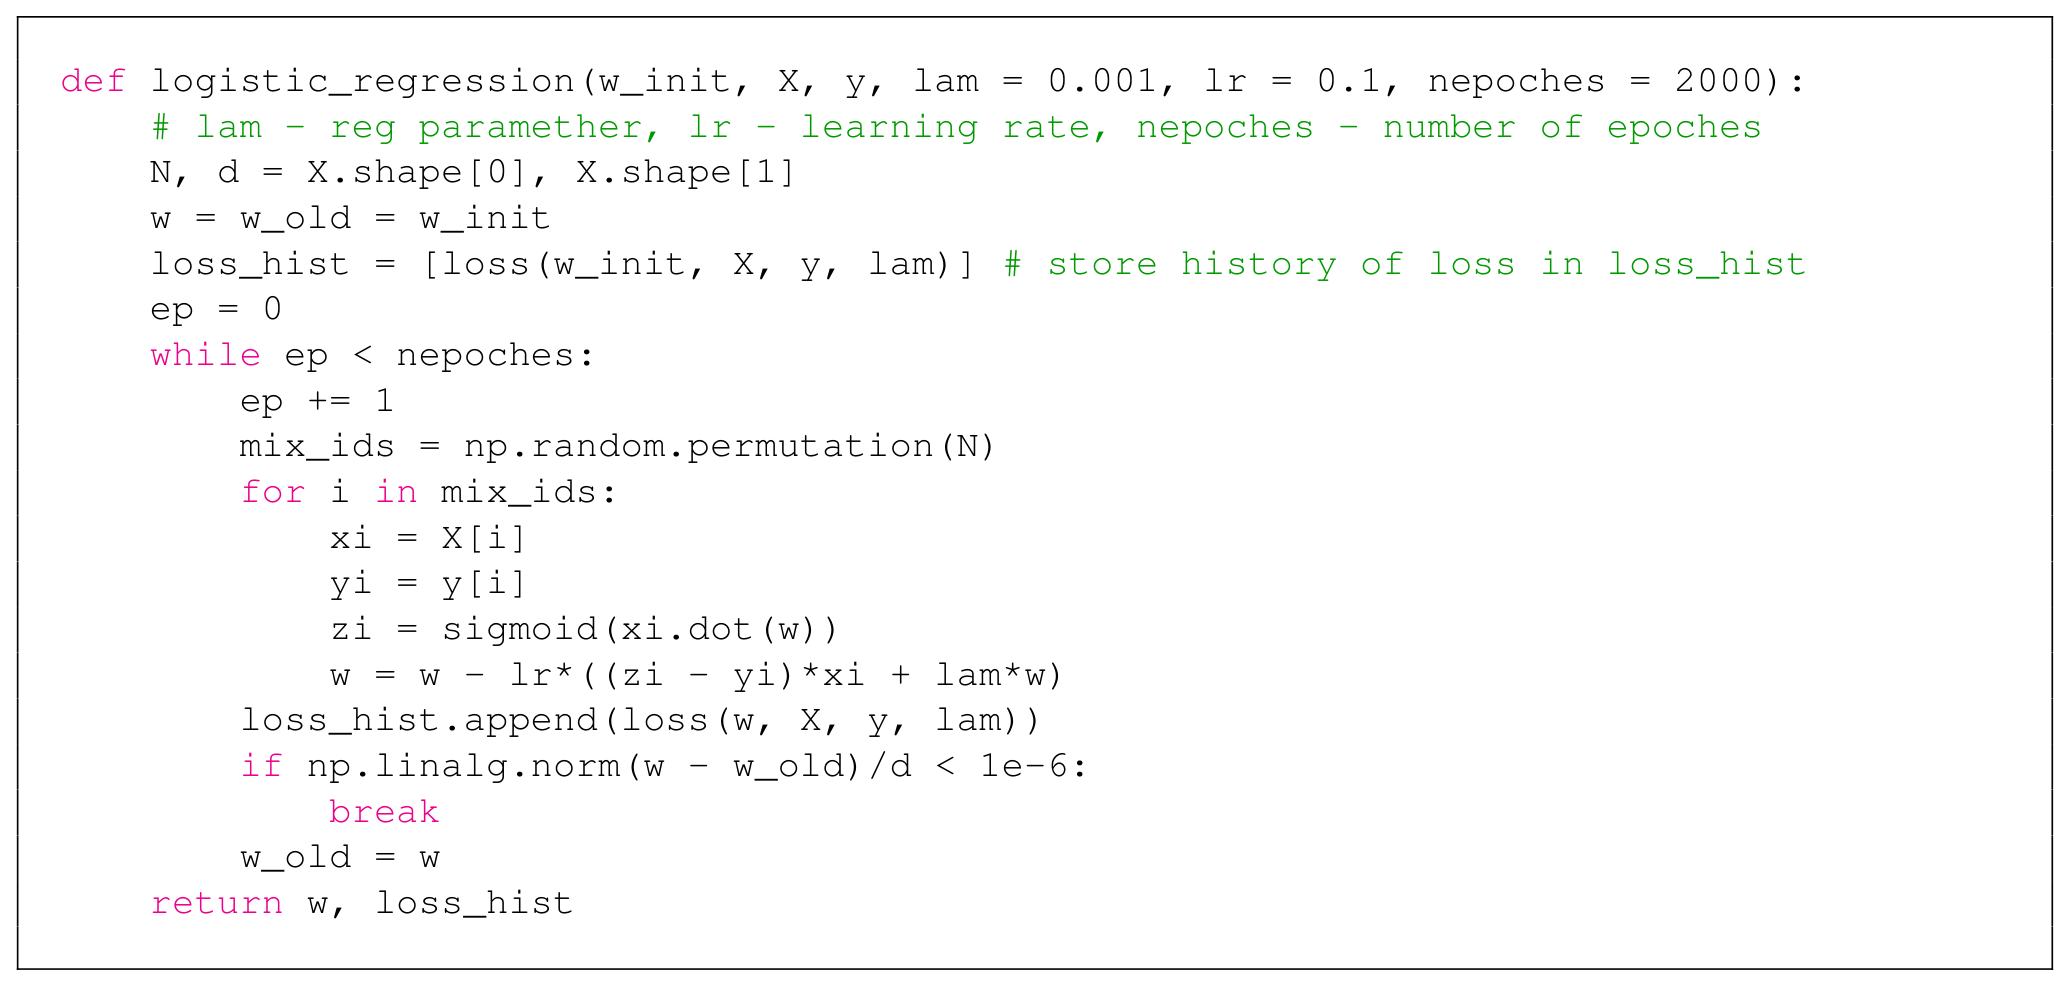 def logistic_regression(w_init, X, y, lam = 0.001, lr = 0.1, nepoches = 2000):
    # lam - reg paramether, lr - learning rate, nepoches - number of epoches
    N, d = X.shape[0], X.shape[1]
    w = w_old = w_init
    loss_hist = [loss(w_init, X, y, lam)] # store history of loss in loss_hist
    ep = 0
    while ep < nepoches:
        ep += 1
        mix_ids = np.random.permutation(N)
        for i in mix_ids:
            xi = X[i]
            yi = y[i]
            zi = sigmoid(xi.dot(w))
            w = w - lr*((zi - yi)*xi + lam*w)
        loss_hist.append(loss(w, X, y, lam))
        if np.linalg.norm(w - w_old)/d < 1e-6:
            break
        w_old = w
    return w, loss_hist